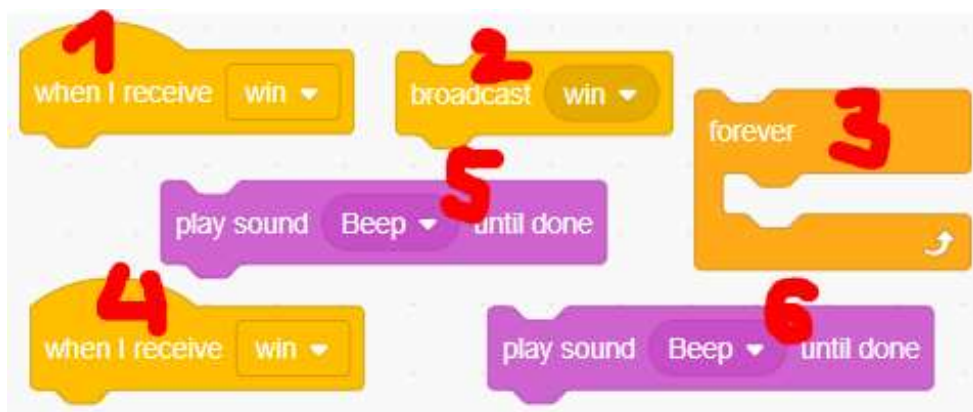 1
when I receive win
2
broadcast win
forever 3
5
play sound Beep until done
4
when I receive win
6
play sound Beep until done